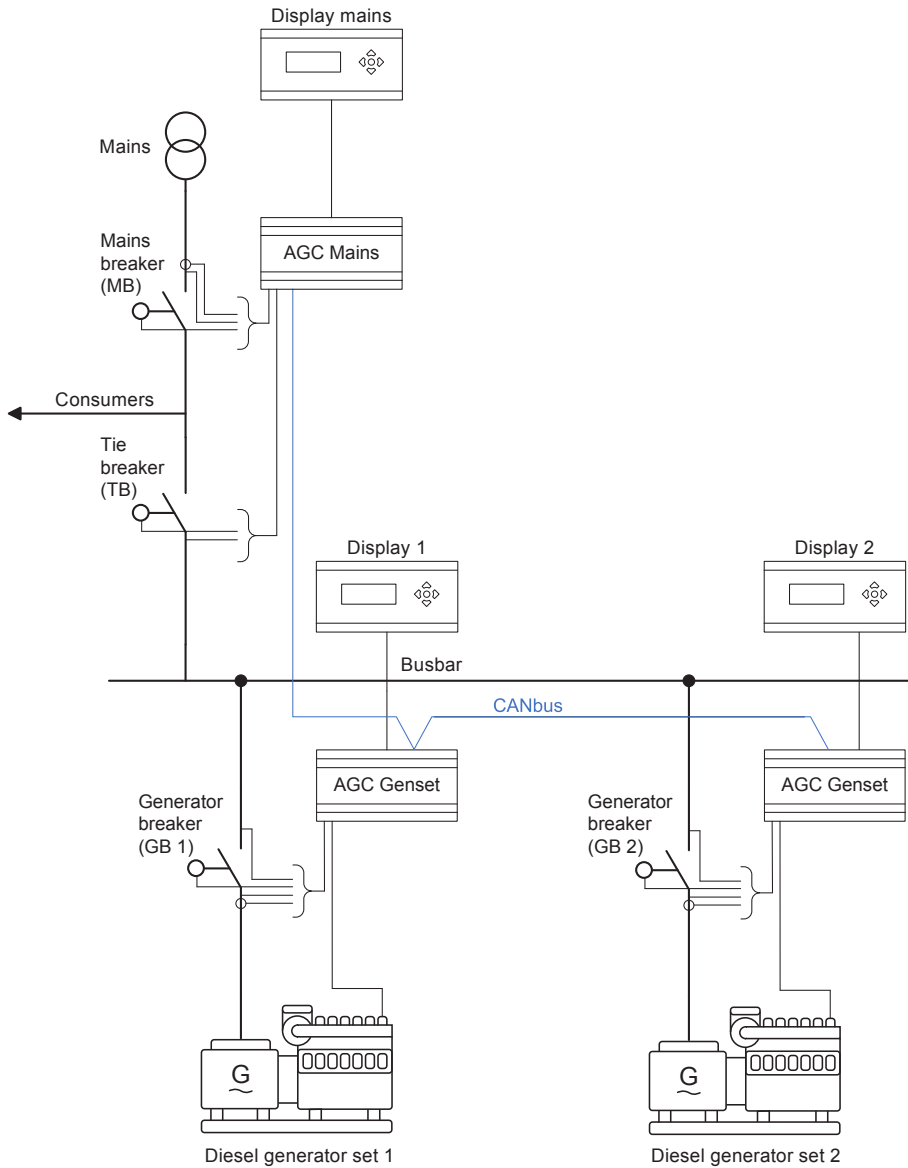 Display mains
Mains
Mains
breaker
(MB)
AGC Mains
Consumers
Tie
breaker
(TB)
Display 1
Display 2
Busbar
CANbus
AGC Genset
AGC Genset
Generator
breaker
(GB 1)
Generator
breaker
(GB 2)
G
G
Diesel generator set 1
Diesel generator set 2